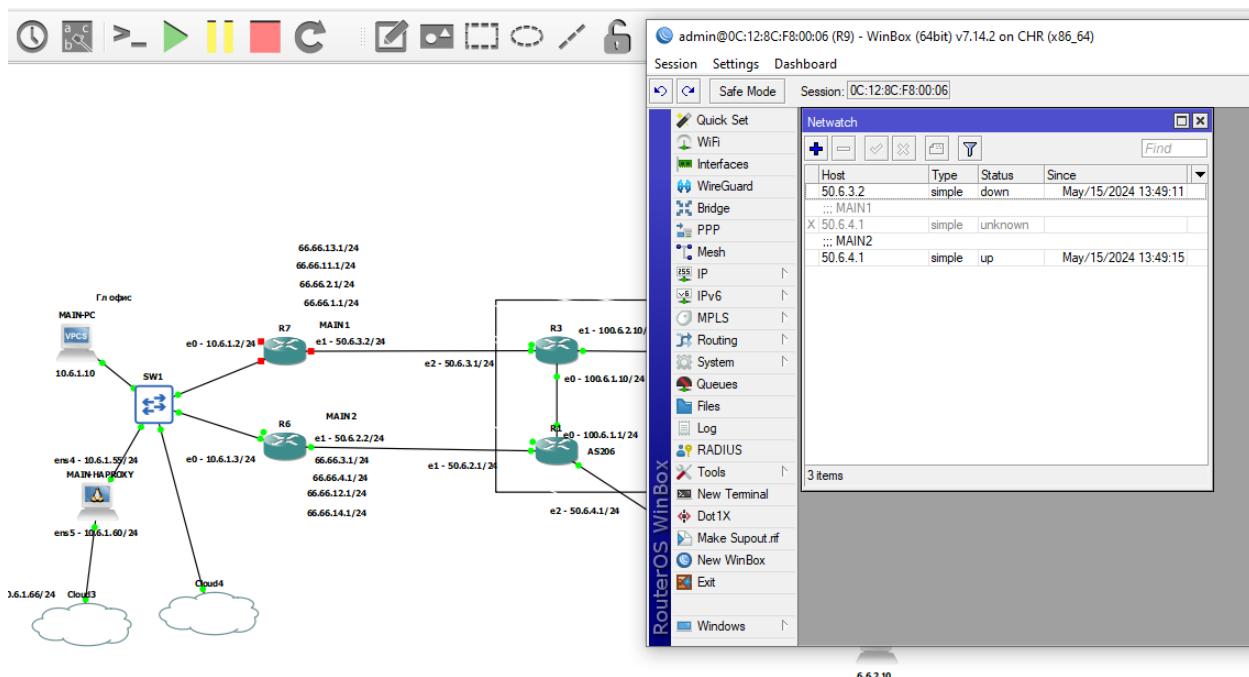 admin@0C:12:8C:F8:00:06 (R9) - WinBox (64bit) v7.14.2 on CHR (x86_64)
Session Settings Dashboard
Safe Mode Session: 0C:12:8C:F8:00:06
Quick Set
WiFi
Interfaces
WireGuard
Bridge
PPP
Mesh
IP
IPv6
MPLS
Routing
System
Queues
Files
Log
RADIUS
Tools
New Terminal
Dot1X
Make Supout.rif
New WinBox
Exit
Windows
RouterOS WinBox
Netwatch
Find
Host Type Status Since
50.6.3.2 simple down May/15/2024 13:49:11
;;; MAIN1
X 50.6.4.1 simple unknown
;;; MAIN2
50.6.4.1 simple up May/15/2024 13:49:15
3 items
66.66.13.1/24
66.66.11.1/24
66.66.2.1/24
66.66.1.1/24
Гл офис
MAIN-PC
VPCS
10.6.1.10
SW1
R7
MAIN1
e0 - 10.6.1.2/24
e1 - 50.6.3.2/24
R3
e1 - 100.6.2.10/
e2 - 50.6.3.1/24
e0 - 100.6.1.10/24
R6
MAIN2
e1 - 50.6.2.2/24
e0 - 10.6.1.3/24
66.66.3.1/24
66.66.4.1/24
66.66.12.1/24
66.66.14.1/24
R1
e0 - 100.6.1.1/24
AS206
e1 - 50.6.2.1/24
e2 - 50.6.4.1/24
ens4 - 10.6.1.55/24
MAIN-HAPROXY
ens5 - 10.6.1.60/24
0.6.1.66/24
Cloud3
Cloud4